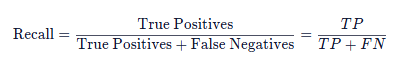 Recall = True Positives / (True Positives + False Negatives) = TP / (TP + FN)